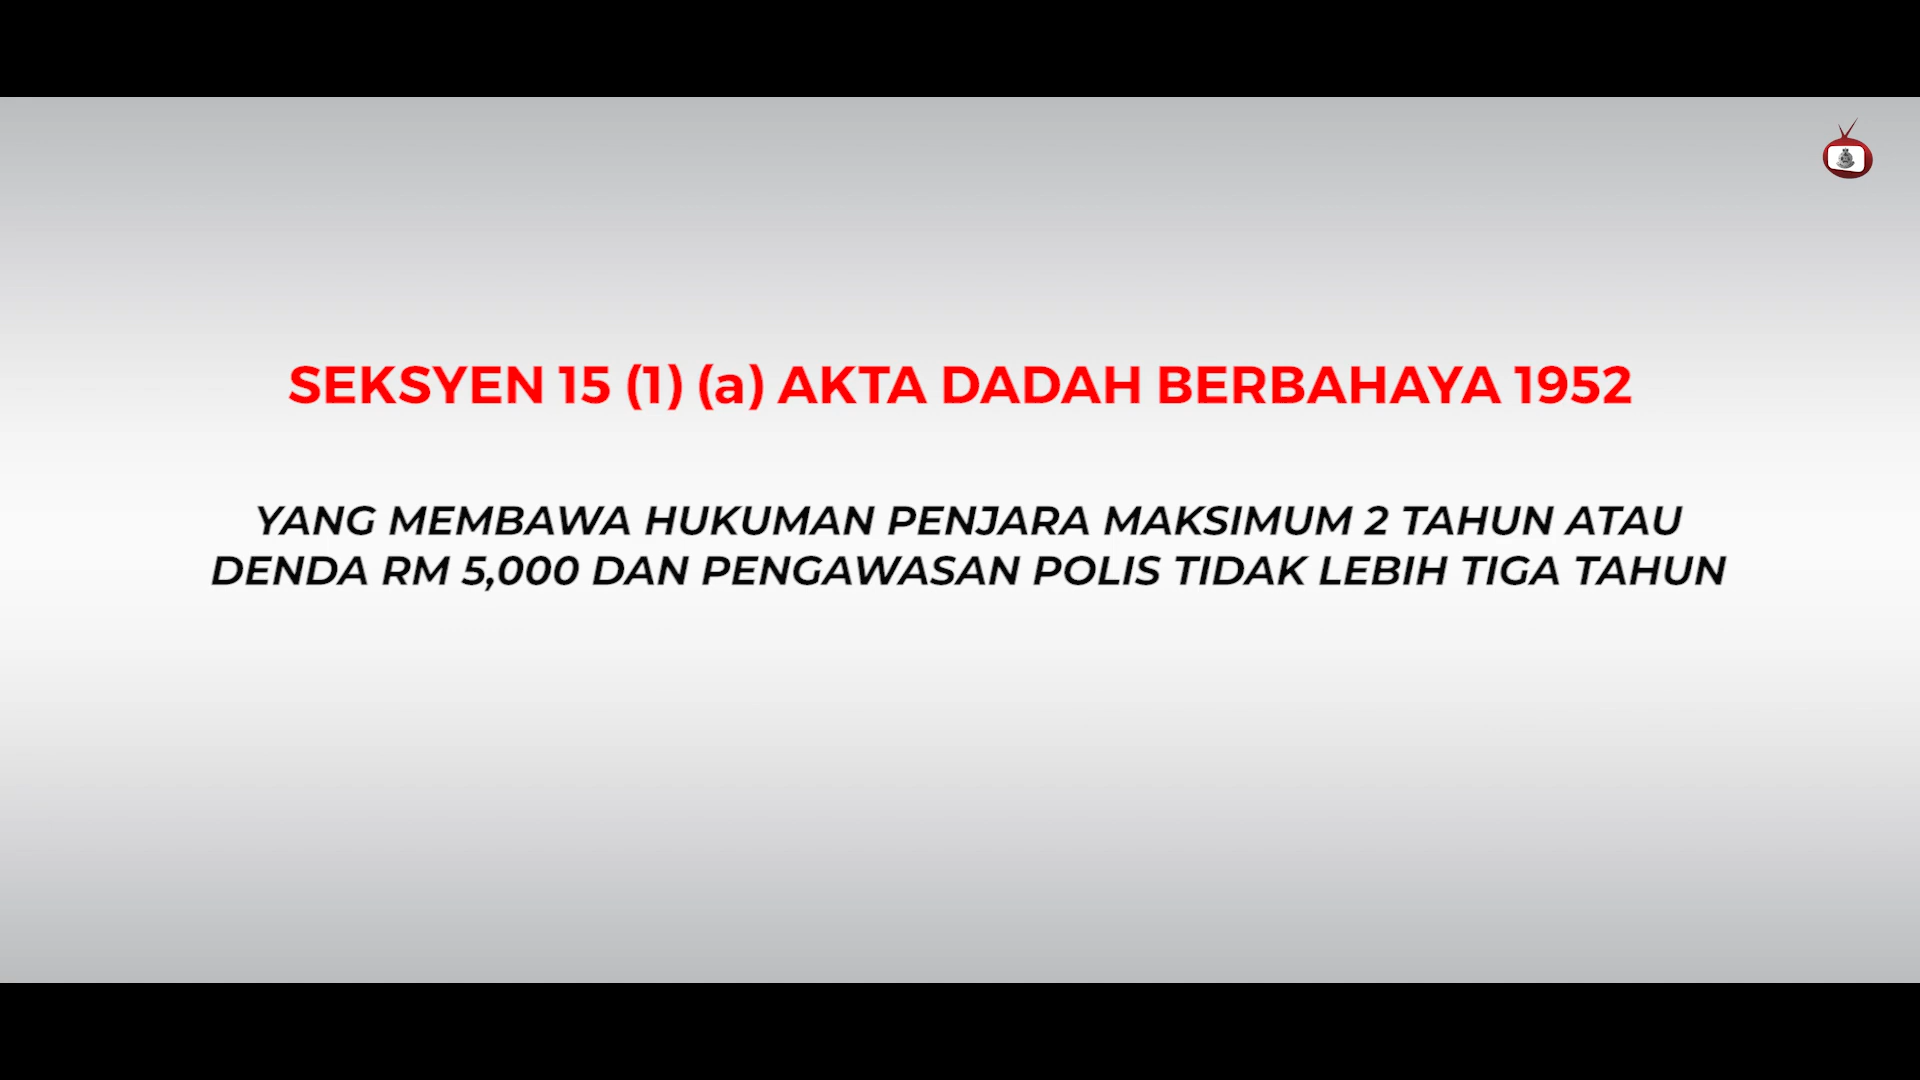 SEKSYEN 15 (1) (a) AKTA DADAH BERBAHAYA 1952
YANG MEMBAWA HUKUMAN PENJARA MAKSIMUM 2 TAHUN ATAU
DENDA RM 5,000 DAN PENGAWASAN POLIS TIDAK LEBIH TIGA TAHUN